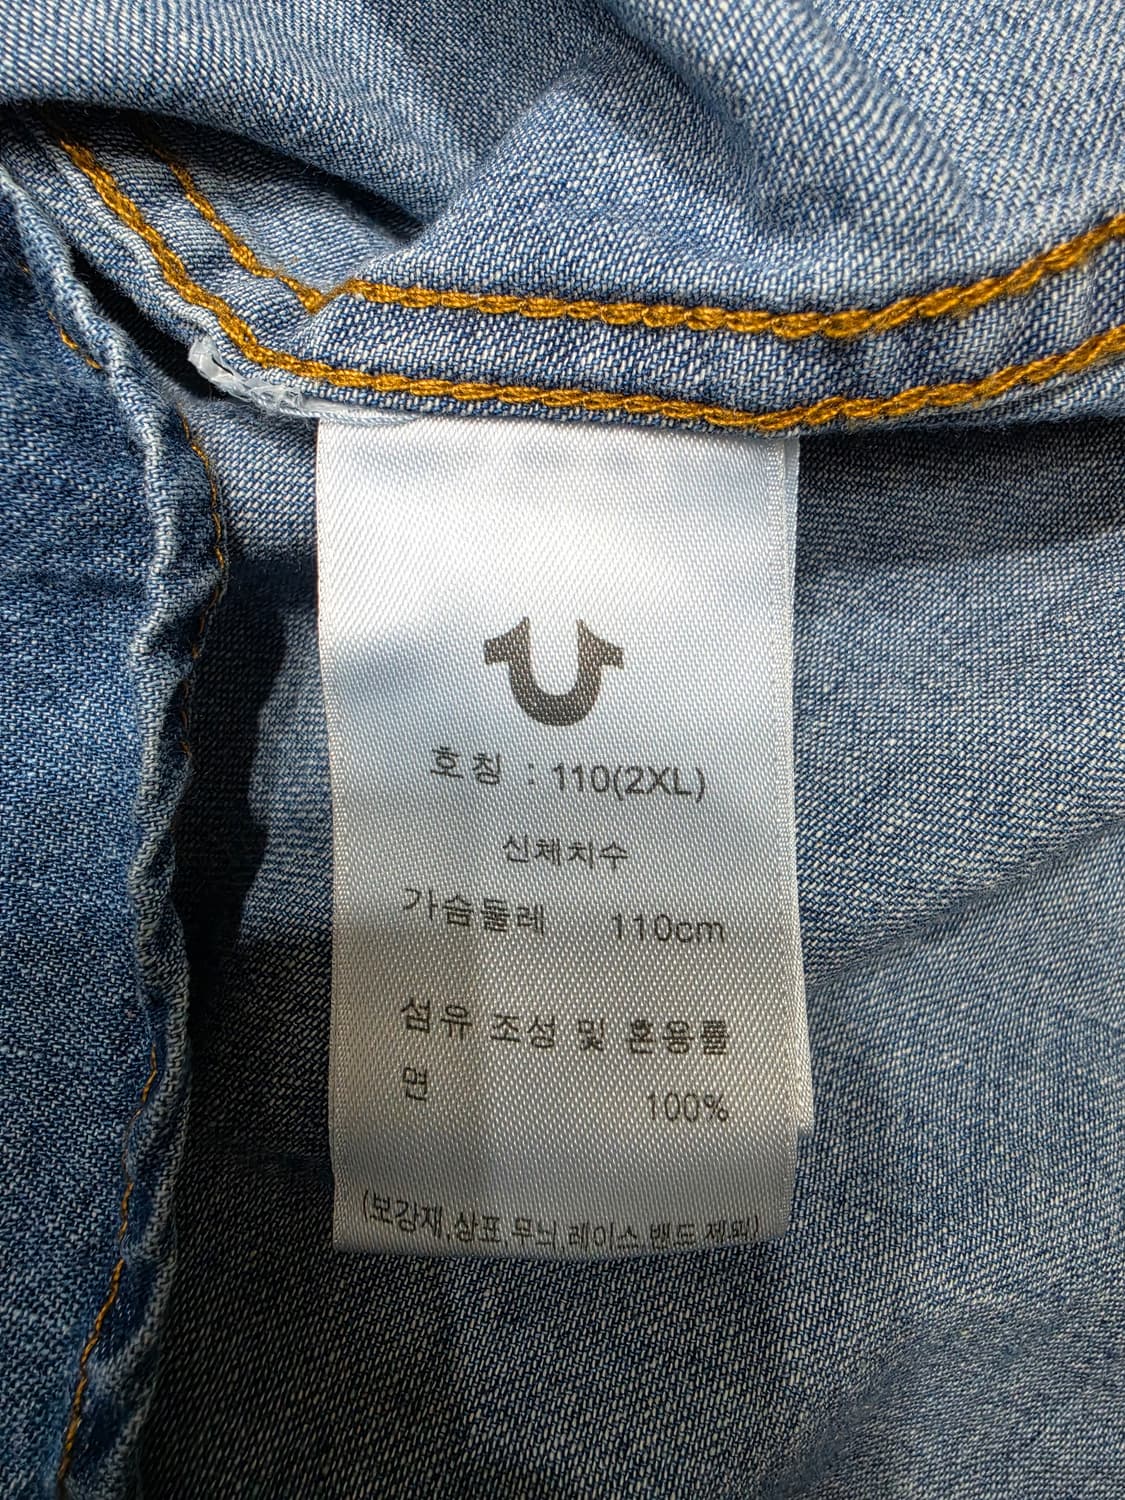 호칭 : 110(2XL)
신체치수
가슴둘레 110cm
섬유 조성 및 혼용률
면 100%
(보강재,상표,무늬,레이스,밴드 제외)